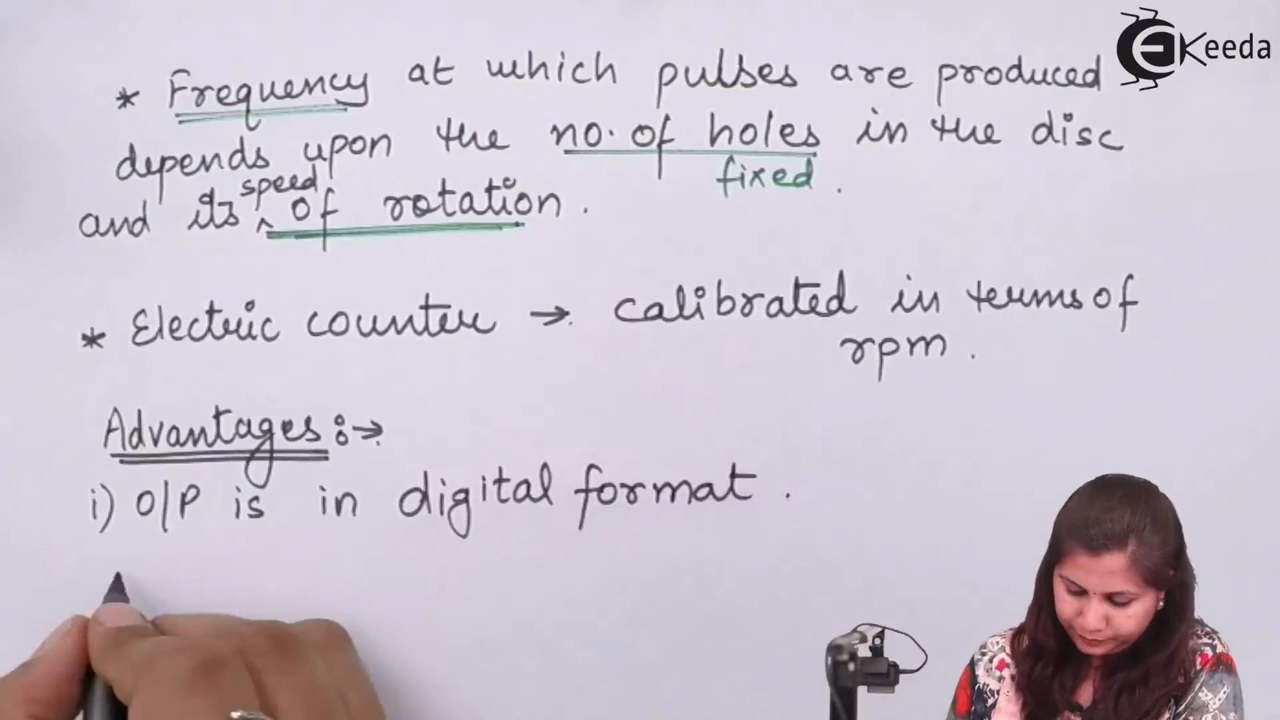 EKeeda
* Frequency at which pulses are produced
depends upon the no. of holes in the disc
fixed.
and its speed of rotation.
* Electric counter → calibrated in terms of
rpm.
Advantages :→
i) O/P is in digital format.